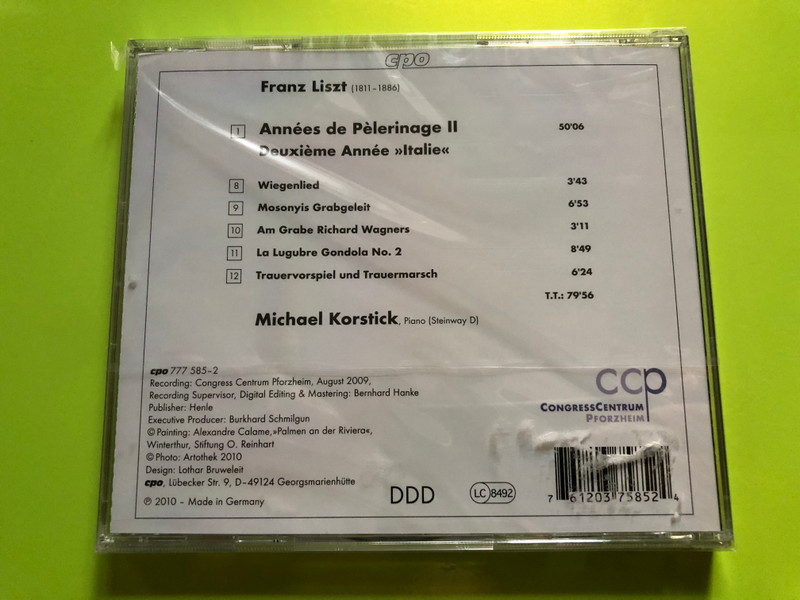 cpo
Franz Liszt (1811–1886)
1 Années de Pèlerinage II 50'06
Deuxième Année »Italie«
8 Wiegenlied 3'43
9 Mosonyis Grabgeleit 6'53
10 Am Grabe Richard Wagners 3'11
11 La Lugubre Gondola No. 2 8'49
12 Trauervorspiel und Trauermarsch 6'24
T.T.: 79'56
Michael Korstick, Piano (Steinway D)
cpo 777 585–2
Recording: Congress Centrum Pforzheim, August 2009,
Recording Supervisor, Digital Editing & Mastering: Bernhard Hanke
Publisher: Henle
Executive Producer: Burkhard Schmilgun
© Painting: Alexandre Calame,»Palmen an der Riviera«,
Winterthur, Stiftung O. Reinhart
© Photo: Artothek 2010
Design: Lothar Bruweleit
cpo, Lübecker Str. 9, D–49124 Georgsmarienhütte
℗ 2010 – Made in Germany
DDD
LC 8492
ccp
CongressCentrum
Pforzheim
7 61203 75852 4